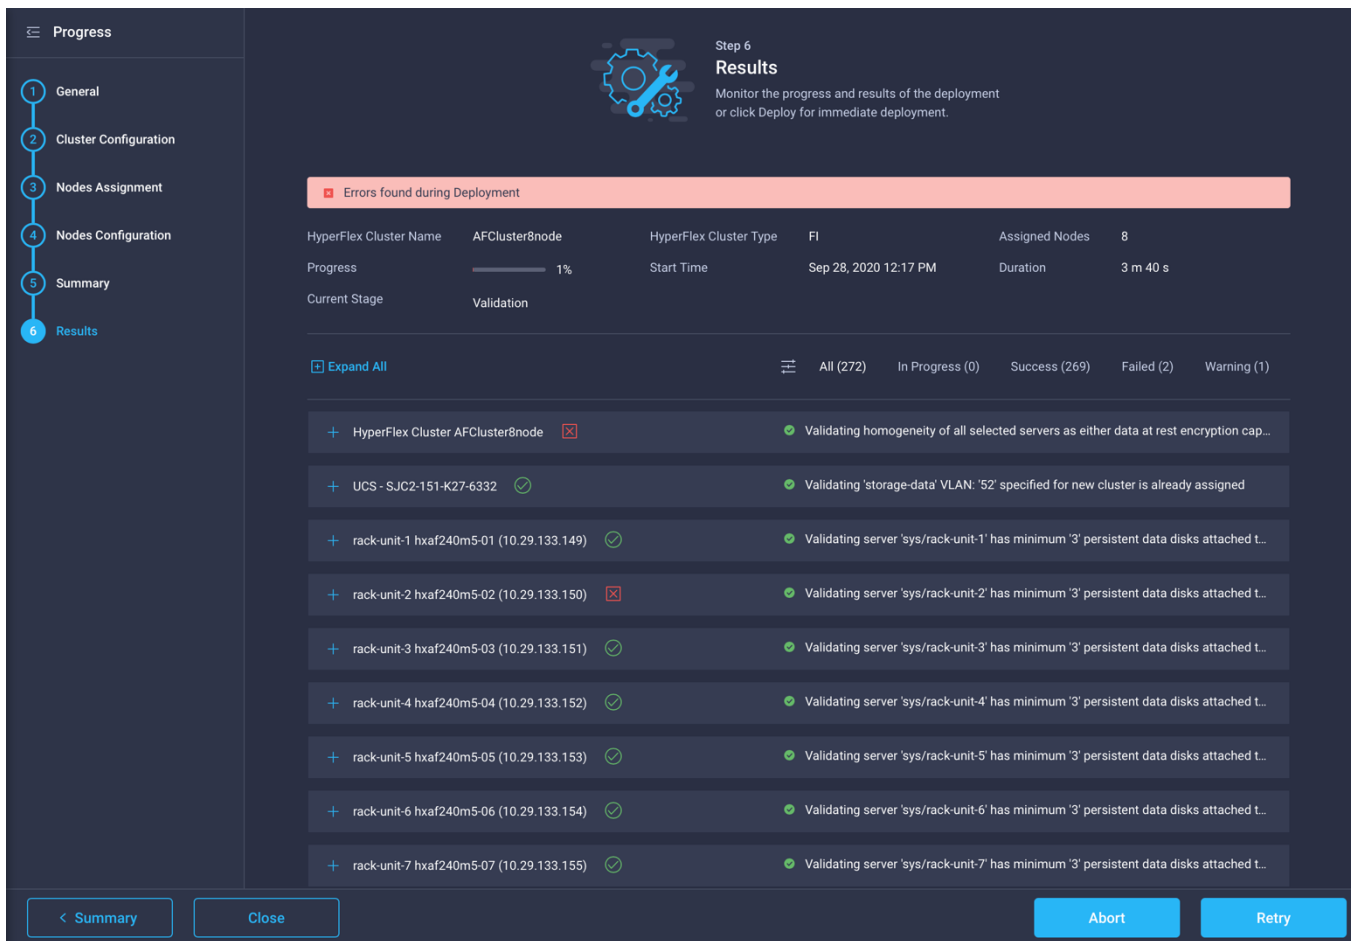 Progress
1 General
2 Cluster Configuration
3 Nodes Assignment
4 Nodes Configuration
5 Summary
6 Results
Step 6
Results
Monitor the progress and results of the deployment
or click Deploy for immediate deployment.
Errors found during Deployment
HyperFlex Cluster Name AFCluster8node HyperFlex Cluster Type FI Assigned Nodes 8
Progress 1% Start Time Sep 28, 2020 12:17 PM Duration 3 m 40 s
Current Stage Validation
Expand All All (272) In Progress (0) Success (269) Failed (2) Warning (1)
HyperFlex Cluster AFCluster8node Validating homogeneity of all selected servers as either data at rest encryption cap...
UCS - SJC2-151-K27-6332 Validating 'storage-data' VLAN: '52' specified for new cluster is already assigned
rack-unit-1 hxaf240m5-01 (10.29.133.149) Validating server 'sys/rack-unit-1' has minimum '3' persistent data disks attached t...
rack-unit-2 hxaf240m5-02 (10.29.133.150) Validating server 'sys/rack-unit-2' has minimum '3' persistent data disks attached t...
rack-unit-3 hxaf240m5-03 (10.29.133.151) Validating server 'sys/rack-unit-3' has minimum '3' persistent data disks attached t...
rack-unit-4 hxaf240m5-04 (10.29.133.152) Validating server 'sys/rack-unit-4' has minimum '3' persistent data disks attached t...
rack-unit-5 hxaf240m5-05 (10.29.133.153) Validating server 'sys/rack-unit-5' has minimum '3' persistent data disks attached t...
rack-unit-6 hxaf240m5-06 (10.29.133.154) Validating server 'sys/rack-unit-6' has minimum '3' persistent data disks attached t...
rack-unit-7 hxaf240m5-07 (10.29.133.155) Validating server 'sys/rack-unit-7' has minimum '3' persistent data disks attached t...
< Summary Close Abort Retry